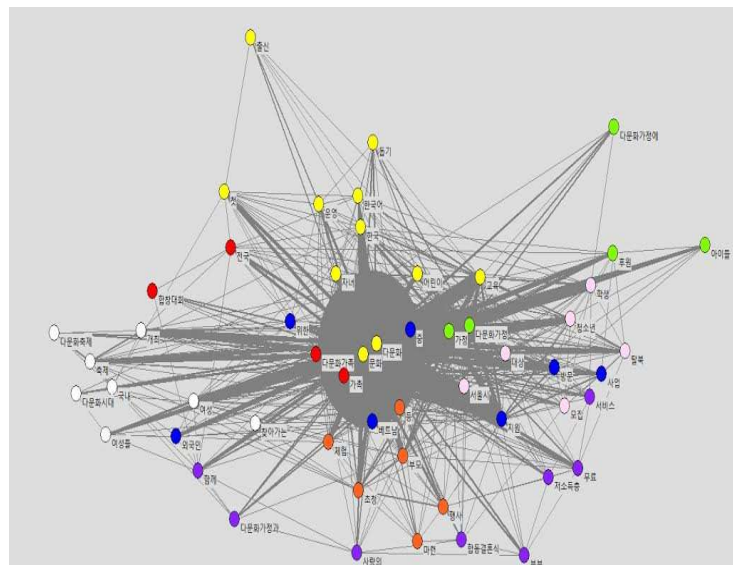 출신
돕기
다문화가정에
첫
운영
한국어
한국
전국
후원
아이들
자녀
어린이
교육
학생
합창대회
청소년
위한
다문화축제
개최
축제
다문화가족
문화
다문화
가정
다문화가정
대상
탈북
방문
사업
다문화시대
국내
가족
서울시
서비스
여성
모집
등
여성들
외국인
찾아가는
베트남
지원
체험
부모
함께
초청
저소득층
무료
행사
다문화가정과
마련
합동결혼식
사랑의
부부